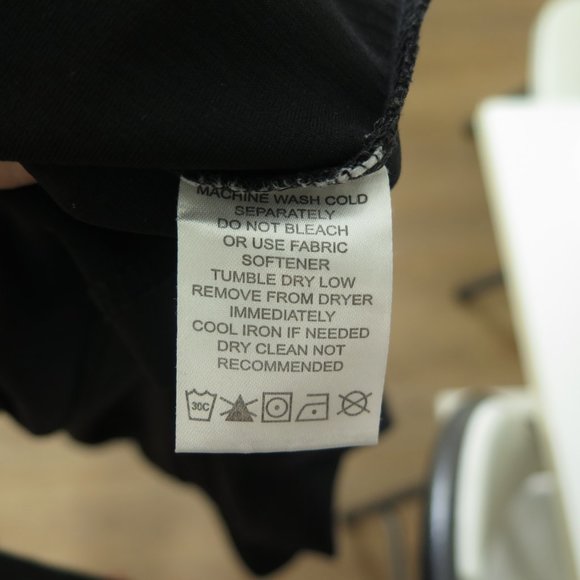 MACHINE WASH COLD
SEPARATELY
DO NOT BLEACH
OR USE FABRIC
SOFTENER
TUMBLE DRY LOW
REMOVE FROM DRYER
IMMEDIATELY
COOL IRON IF NEEDED
DRY CLEAN NOT
RECOMMENDED
30C